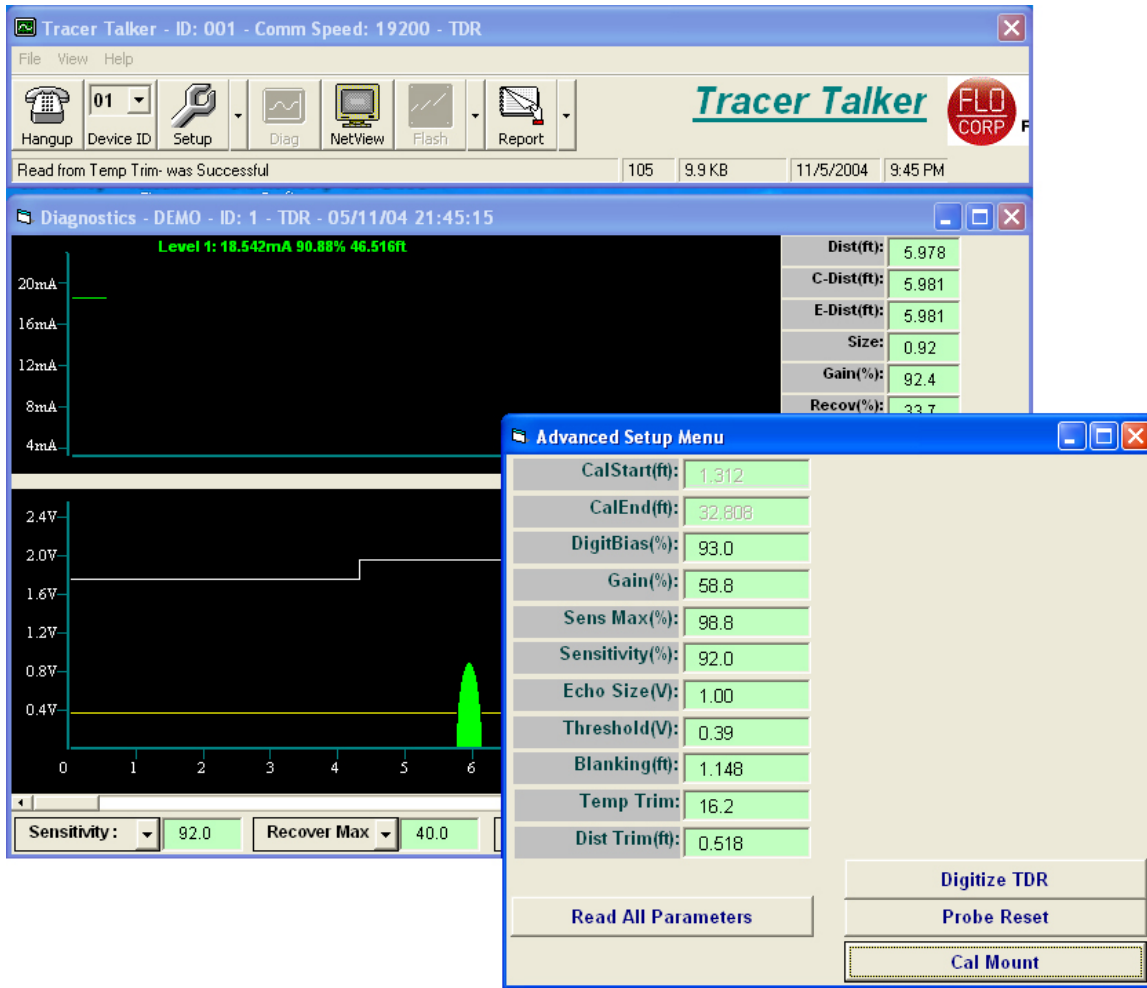 Tracer Talker - ID: 001 - Comm Speed: 19200 - TDR
File View Help
Hangup
01
Device ID
Setup
Diag
NetView
Flash
Report
Tracer Talker
FLO
CORP
F
Read from Temp Trim- was Successful 105 9.9 KB 11/5/2004 9:45 PM
Diagnostics - DEMO - ID: 1 - TDR - 05/11/04 21:45:15
Level 1: 18.542mA 90.88% 46.516ft
20mA
16mA
12mA
8mA
4mA
Dist(ft): 5.978
C-Dist(ft): 5.981
E-Dist(ft): 5.981
Size: 0.92
Gain(%): 92.4
Recov(%): 33.7
2.4V
2.0V
1.6V
1.2V
0.8V
0.4V
0 1 2 3 4 5 6
Sensitivity: 92.0 Recover Max 40.0
Advanced Setup Menu
CalStart(ft): 1.312
CalEnd(ft): 32.808
DigitBias(%): 93.0
Gain(%): 58.8
Sens Max(%): 98.8
Sensitivity(%): 92.0
Echo Size(V): 1.00
Threshold(V): 0.39
Blanking(ft): 1.148
Temp Trim: 16.2
Dist Trim(ft): 0.518
Read All Parameters
Digitize TDR
Probe Reset
Cal Mount